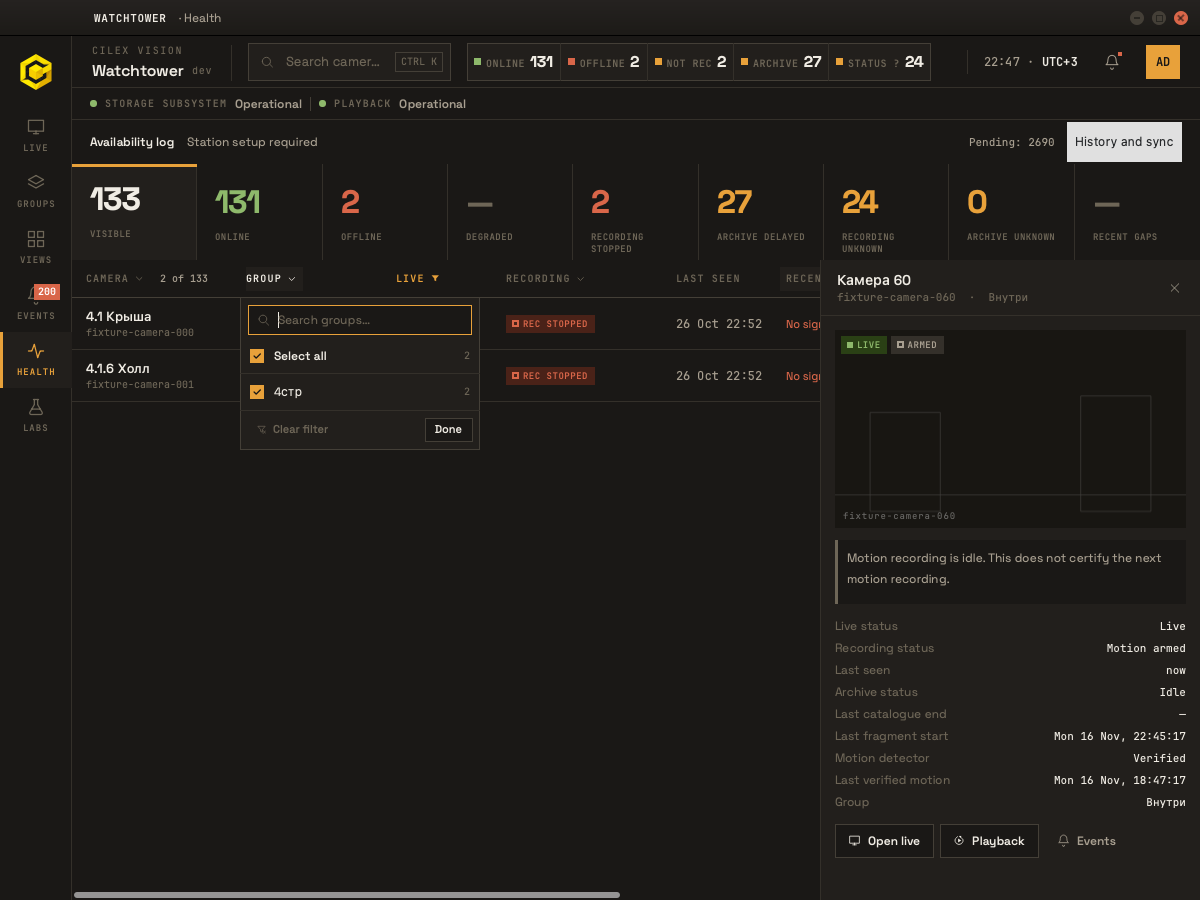 WATCHTOWER · Health
CILEX VISION
Watchtower dev
Search camer... CTRL K
ONLINE 131
OFFLINE 2
NOT REC 2
ARCHIVE 27
STATUS ? 24
22:47 · UTC+3
AD
STORAGE SUBSYSTEM Operational
PLAYBACK Operational
Availability log Station setup required
Pending: 2690 History and sync
LIVE
GROUPS
VIEWS
200
EVENTS
HEALTH
LABS
133
VISIBLE
131
ONLINE
2
OFFLINE
—
DEGRADED
2
RECORDING
STOPPED
27
ARCHIVE DELAYED
24
RECORDING
UNKNOWN
0
ARCHIVE UNKNOWN
—
RECENT GAPS
CAMERA 2 of 133 GROUP LIVE RECORDING LAST SEEN RECEN
4.1 Крыша
fixture-camera-000
REC STOPPED 26 Oct 22:52 No sig
4.1.6 Холл
fixture-camera-001
REC STOPPED 26 Oct 22:52 No sig
Search groups...
Select all 2
4стр 2
Clear filter Done
Камера 60
fixture-camera-060 · Внутри
LIVE ARMED
fixture-camera-060
Motion recording is idle. This does not certify the next
motion recording.
Live status Live
Recording status Motion armed
Last seen now
Archive status Idle
Last catalogue end —
Last fragment start Mon 16 Nov, 22:45:17
Motion detector Verified
Last verified motion Mon 16 Nov, 18:47:17
Group Внутри
Open live Playback Events